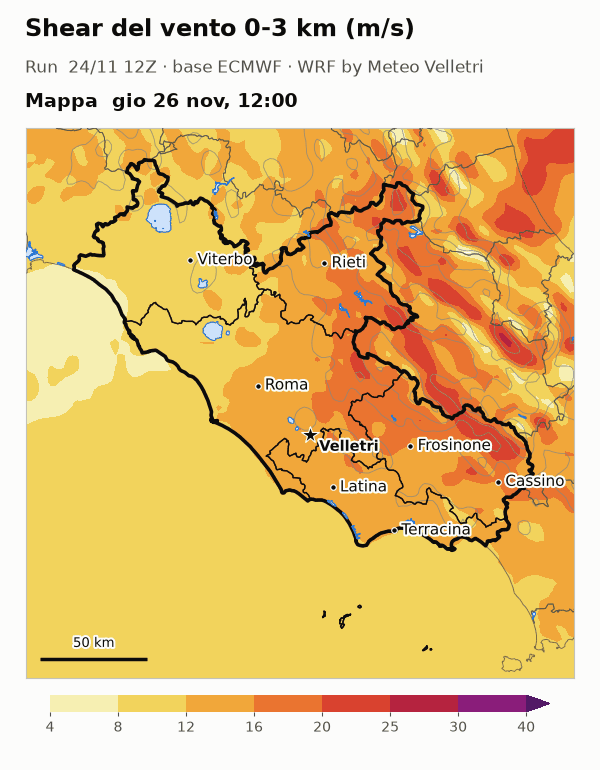 Shear del vento 0-3 km (m/s)
Run  24/11 12Z · base ECMWF · WRF by Meteo Velletri
Mappa  gio 26 nov, 12:00
Viterbo
Rieti
Roma
Velletri
Frosinone
Cassino
Latina
Terracina
50 km
4 8 12 16 20 25 30 40